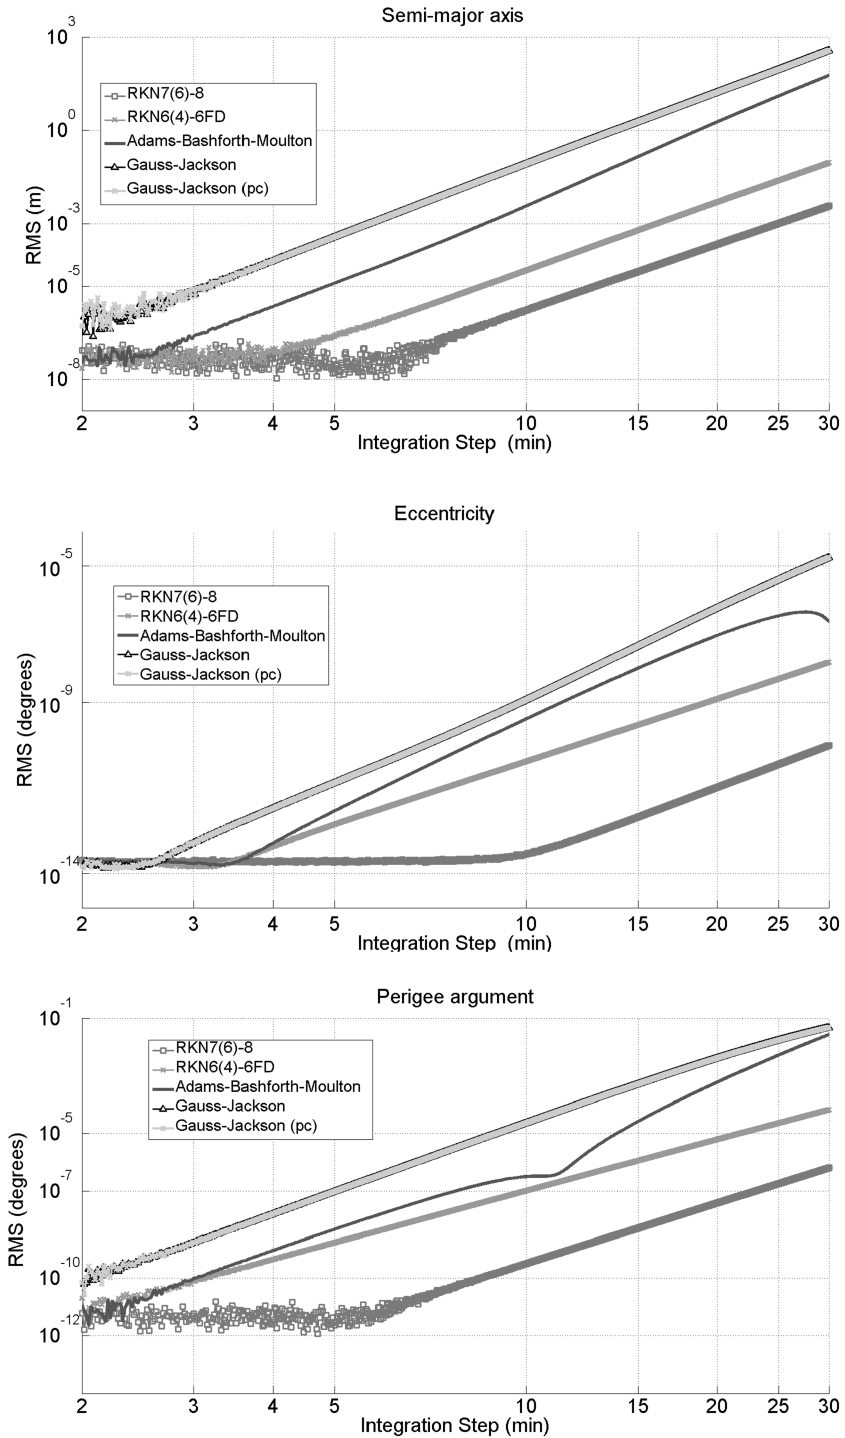 Semi-major axis
10^3
RKN7(6)-8
RKN6(4)-6FD
Adams-Bashforth-Moulton
Gauss-Jackson
Gauss-Jackson (pc)
10^0
10^-3
10^-5
10^-8
RMS (m)
2 3 4 5 10 15 20 25 30
Integration Step (min)
Eccentricity
10^-5
RKN7(6)-8
RKN6(4)-6FD
Adams-Bashforth-Moulton
Gauss-Jackson
Gauss-Jackson (pc)
10^-9
10^-14
RMS (degrees)
2 3 4 5 10 15 20 25 30
Integration Step (min)
Perigee argument
10^-1
RKN7(6)-8
RKN6(4)-6FD
Adams-Bashforth-Moulton
Gauss-Jackson
Gauss-Jackson (pc)
10^-5
10^-7
10^-10
10^-12
RMS (degrees)
2 3 4 5 10 15 20 25 30
Integration Step (min)